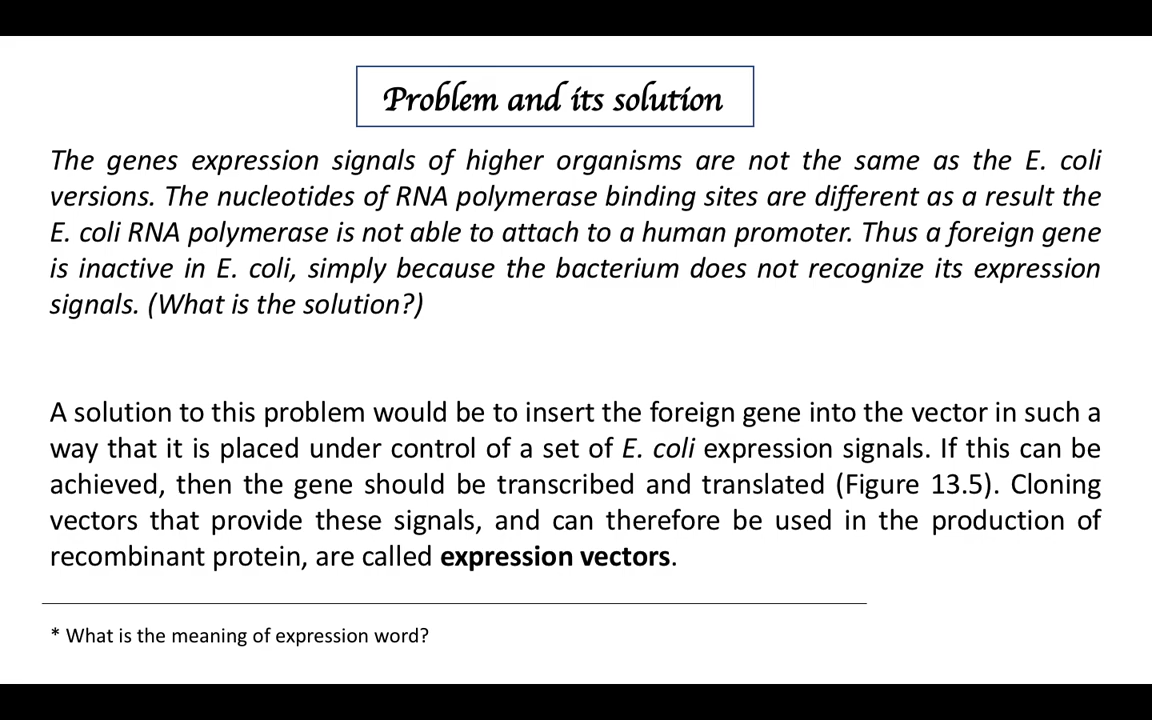 Problem and its solution
The genes expression signals of higher organisms are not the same as the E. coli
versions. The nucleotides of RNA polymerase binding sites are different as a result the
E. coli RNA polymerase is not able to attach to a human promoter. Thus a foreign gene
is inactive in E. coli, simply because the bacterium does not recognize its expression
signals. (What is the solution?)
A solution to this problem would be to insert the foreign gene into the vector in such a
way that it is placed under control of a set of E. coli expression signals. If this can be
achieved, then the gene should be transcribed and translated (Figure 13.5). Cloning
vectors that provide these signals, and can therefore be used in the production of
recombinant protein, are called expression vectors.
* What is the meaning of expression word?